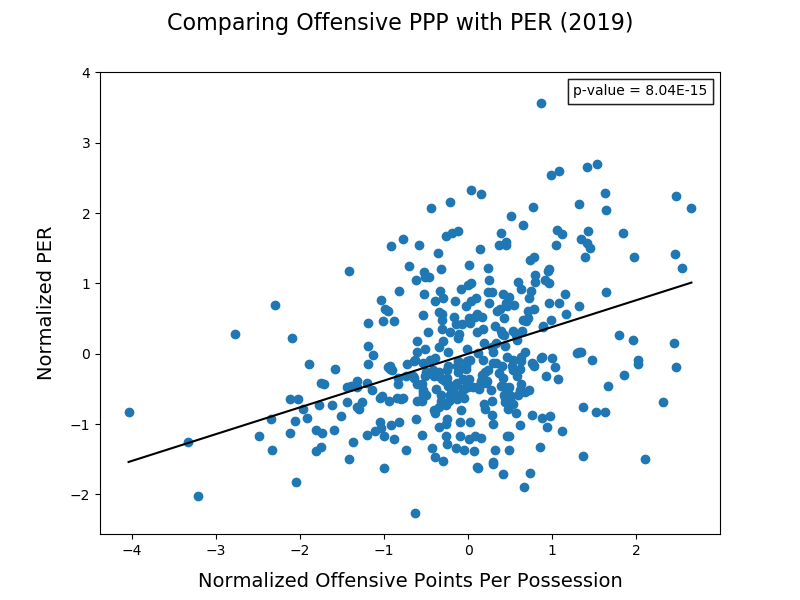 Comparing Offensive PPP with PER (2019)
p-value = 8.04E-15
4
3
2
1
0
−1
−2
Normalized PER
−4 −3 −2 −1 0 1 2
Normalized Offensive Points Per Possession